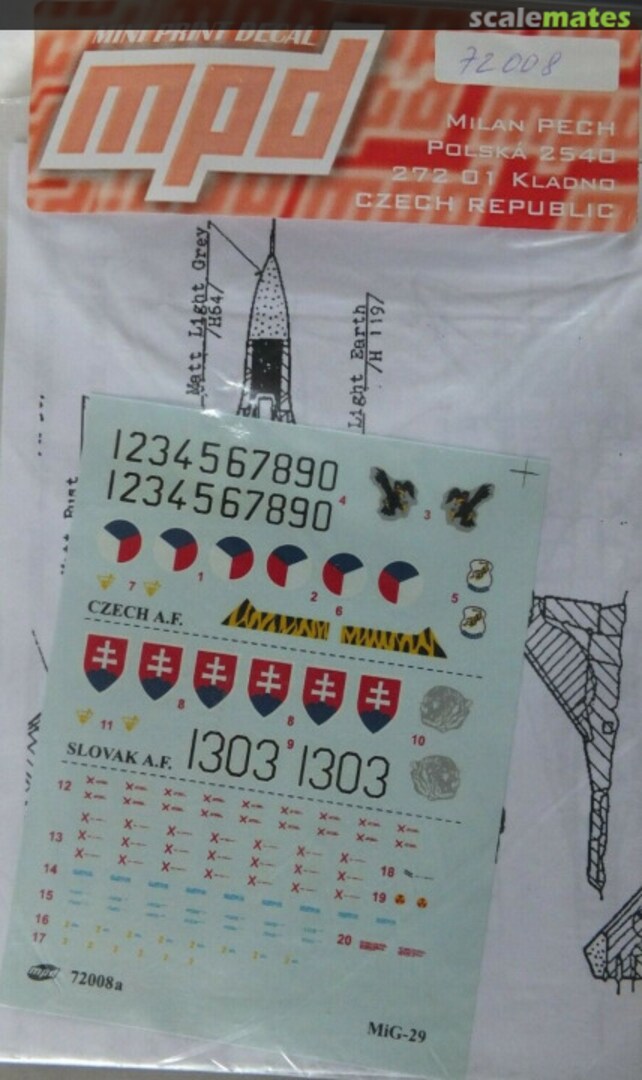 scalemates
MINI PRINT DECAL
mpd
72008
MILAN PECH
POLSKÁ 2540
272 01 KLADNO
CZECH REPUBLIC
Matt Light Grey
/H64/
Light Earth
/H 119/
1234567890
1234567890
4
3
1
2
5
7
6
CZECH A.F.
8
8
11
9
10
SLOVAK A.F.
1303 1303
12
13
14
18
15
19
16
17
20
mpd 72008a
MiG-29